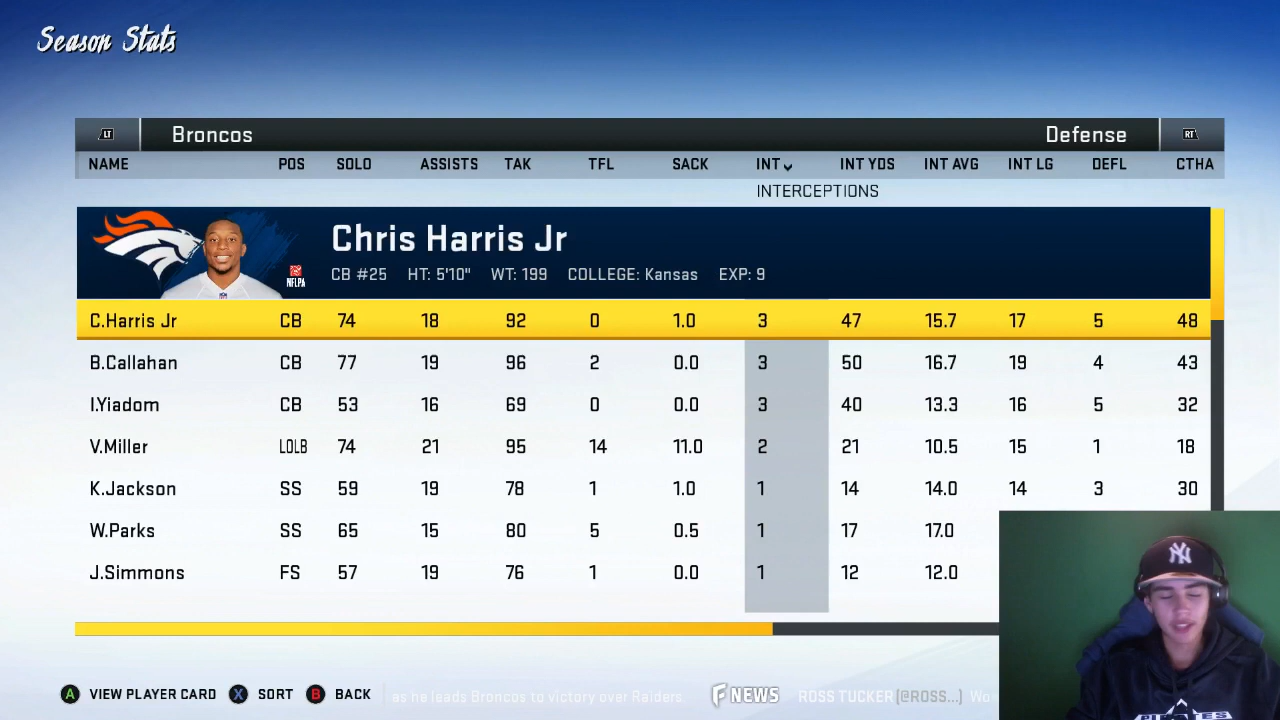 Season Stats
LT Broncos Defense RT
NAME POS SOLO ASSISTS TAK TFL SACK INT INT YDS INT AVG INT LG DEFL CTHA
INTERCEPTIONS
Chris Harris Jr
CB #25 HT: 5'10" WT: 199 COLLEGE: Kansas EXP: 9
NFLPA
C.Harris Jr CB 74 18 92 0 1.0 3 47 15.7 17 5 48
B.Callahan CB 77 19 96 2 0.0 3 50 16.7 19 4 43
I.Yiadom CB 53 16 69 0 0.0 3 40 13.3 16 5 32
V.Miller LOLB 74 21 95 14 11.0 2 21 10.5 15 1 18
K.Jackson SS 59 19 78 1 1.0 1 14 14.0 14 3 30
W.Parks SS 65 15 80 5 0.5 1 17 17.0
J.Simmons FS 57 19 76 1 0.0 1 12 12.0
NY
PIRATES
A VIEW PLAYER CARD X SORT B BACK as he leads Broncos to victory over Raiders. F NEWS ROSS TUCKER (@ROSS...) Wo